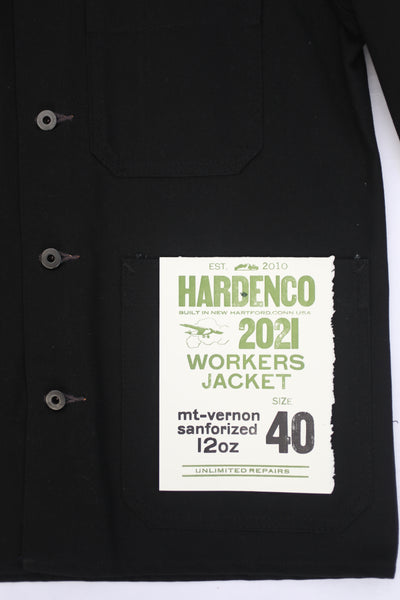 EST. 2010
HARDENCO
BUILT IN NEW HARTFORD, CONN USA
2021
WORKERS
JACKET
SIZE
mt-vernon
sanforized
12oz
40
UNLIMITED REPAIRS